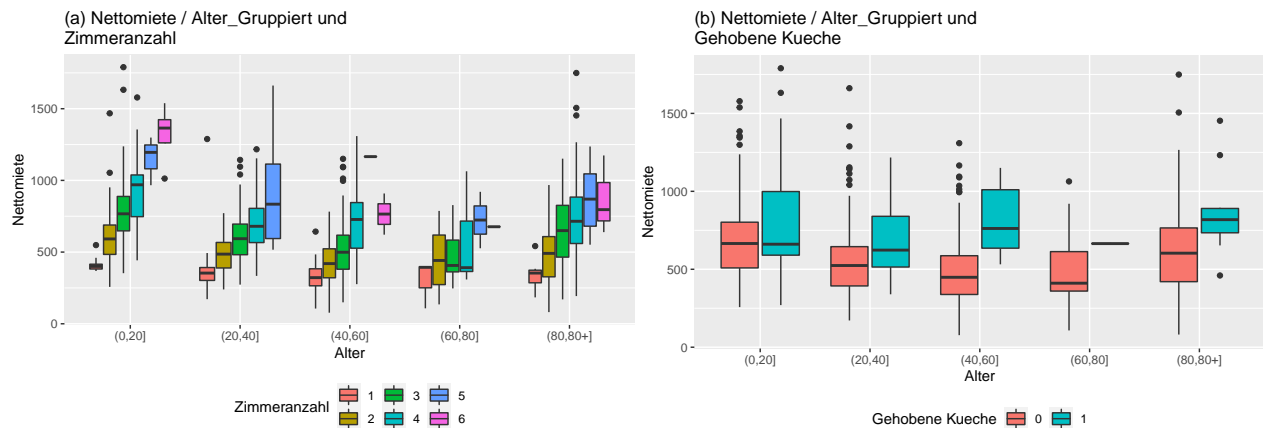 (a) Nettomiete / Alter_Gruppiert und
Zimmeranzahl
Nettomiete
1500
1000
500
0
(0,20]
(20,40]
(40,60]
(60,80]
(80,80+]
Alter
Zimmeranzahl
1
3
5
2
4
6
(b) Nettomiete / Alter_Gruppiert und
Gehobene Kueche
Nettomiete
1500
1000
500
0
(0,20]
(20,40]
(40,60]
(60,80]
(80,80+]
Alter
Gehobene Kueche
0
1